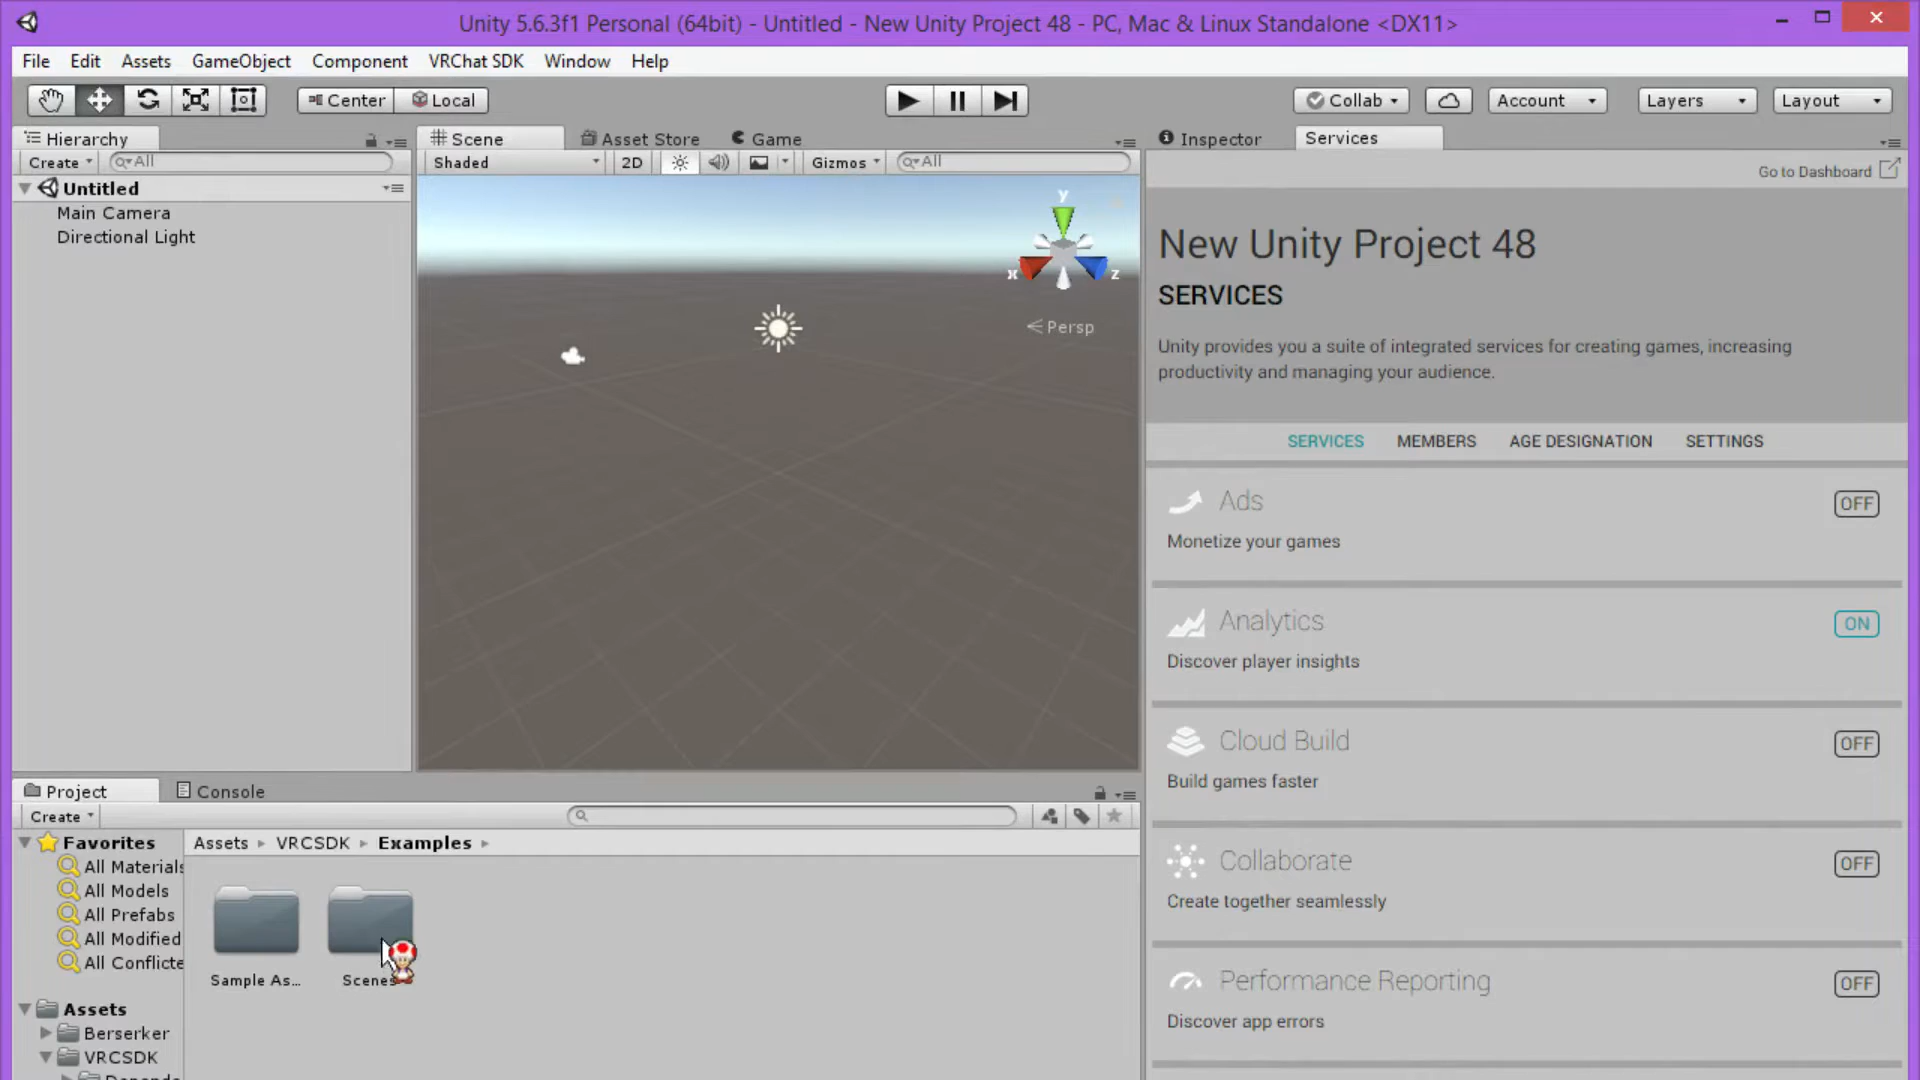 Unity 5.6.3f1 Personal (64bit) - Untitled - New Unity Project 48 - PC, Mac & Linux Standalone <DX11>
File Edit Assets GameObject Component VRChat SDK Window Help
Center Local Collab Account Layers Layout
Hierarchy
Create All
Untitled
Main Camera
Directional Light
Scene Asset Store Game
Shaded 2D Gizmos All
y
x
z
Persp
Inspector Services
Go to Dashboard
New Unity Project 48
SERVICES
Unity provides you a suite of integrated services for creating games, increasing
productivity and managing your audience.
SERVICES MEMBERS AGE DESIGNATION SETTINGS
Ads OFF
Monetize your games
Analytics ON
Discover player insights
Cloud Build OFF
Build games faster
Collaborate OFF
Create together seamlessly
Performance Reporting OFF
Discover app errors
Project Console
Create
Favorites
All Materials
All Models
All Prefabs
All Modified
All Conflicte
Assets
Berserker
VRCSDK
Assets VRCSDK Examples
Sample As... Scenes